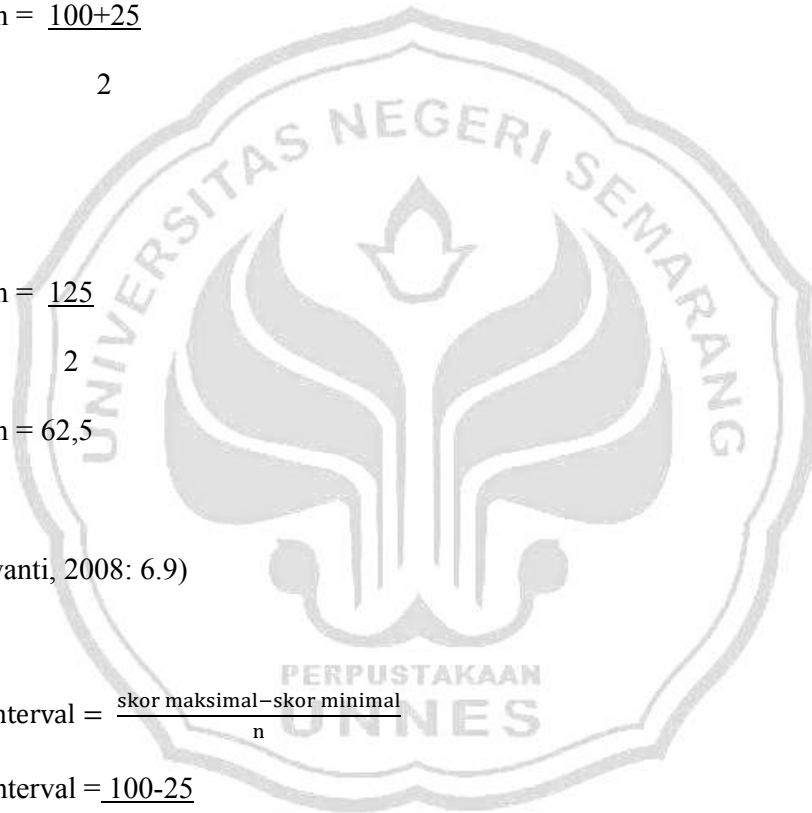 n = 100+25
2
UNIVERSITAS NEGERI SEMARANG
n = 125
2
n = 62,5
anti, 2008: 6.9)
PERPUSTAKAAN
UNNES
nterval = skor maksimal−skor minimal
n
nterval = 100-25